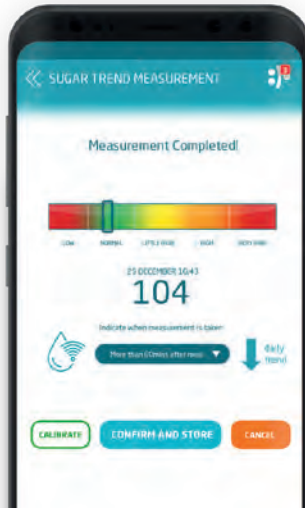 SUGAR TREND MEASUREMENT
3
Measurement Completed!
LOW NORMAL LITTLE HIGH HIGH VERY HIGH
25 DECEMBER 10:43
104
Indicate when measurement is taken
More than 60mins after meal
daily
trend
CALIBRATE CONFIRM AND STORE CANCEL